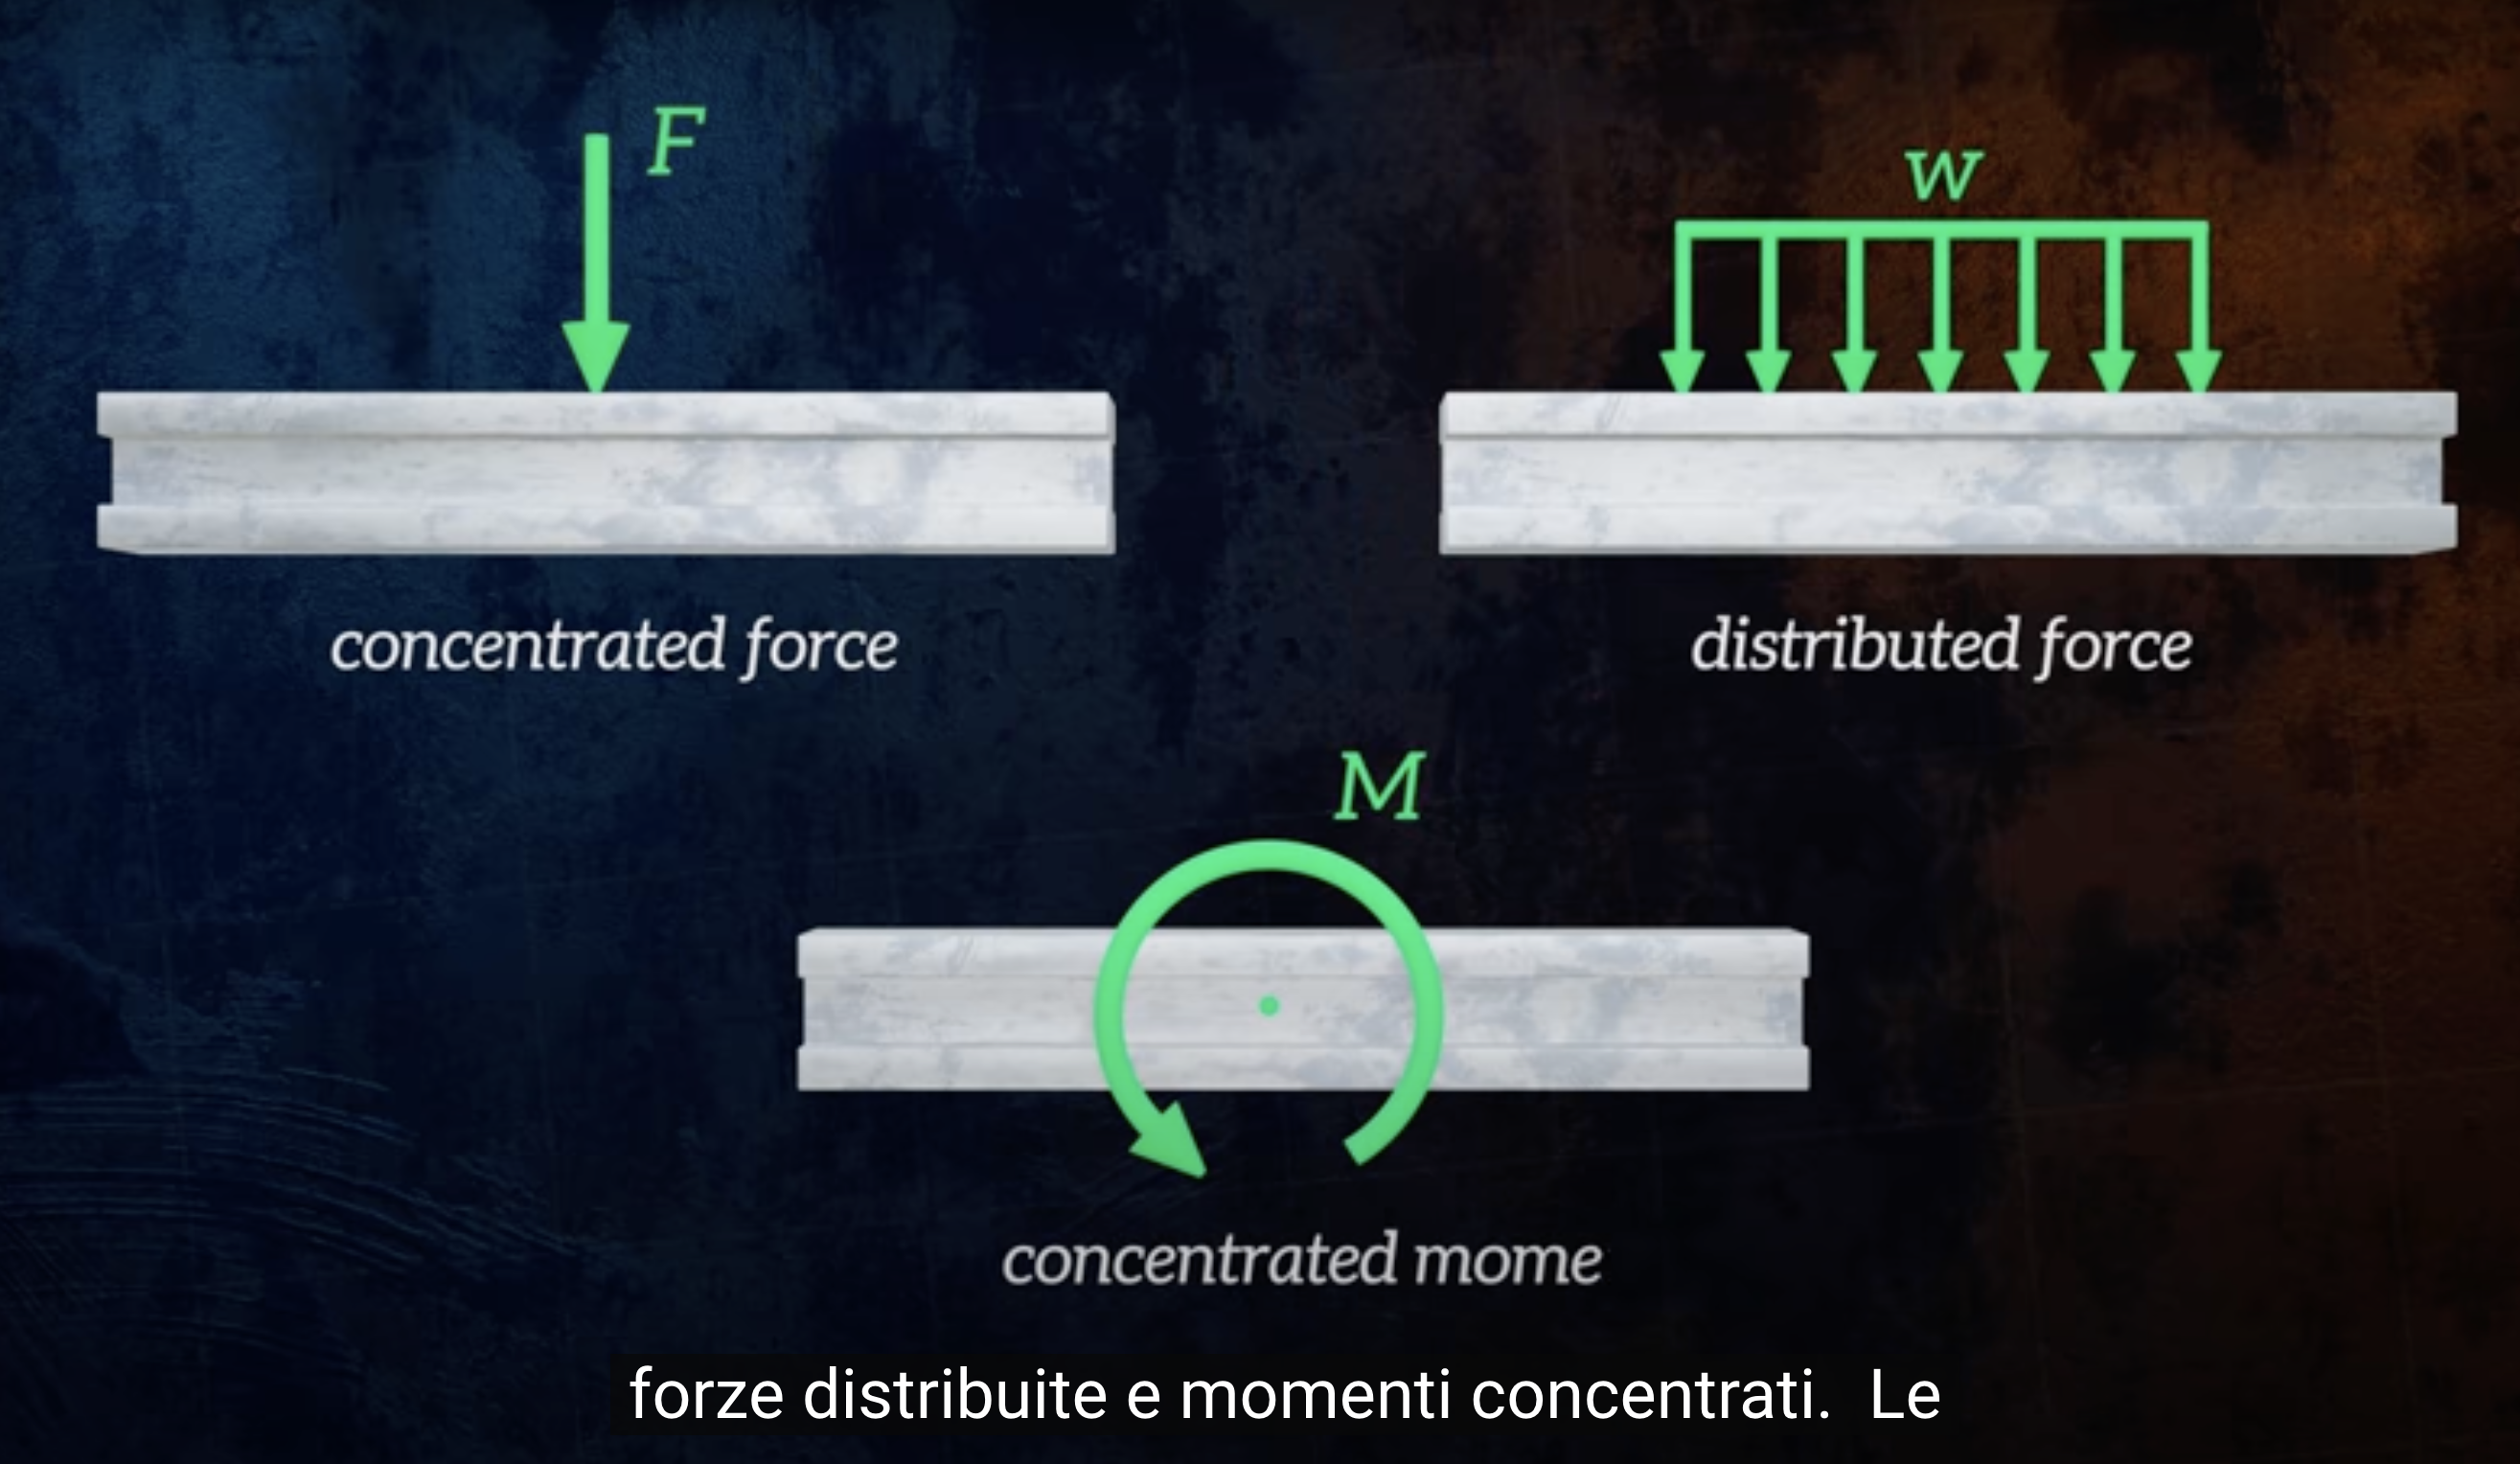 F
w
concentrated force
distributed force
M
concentrated mome
forze distribuite e momenti concentrati.  Le